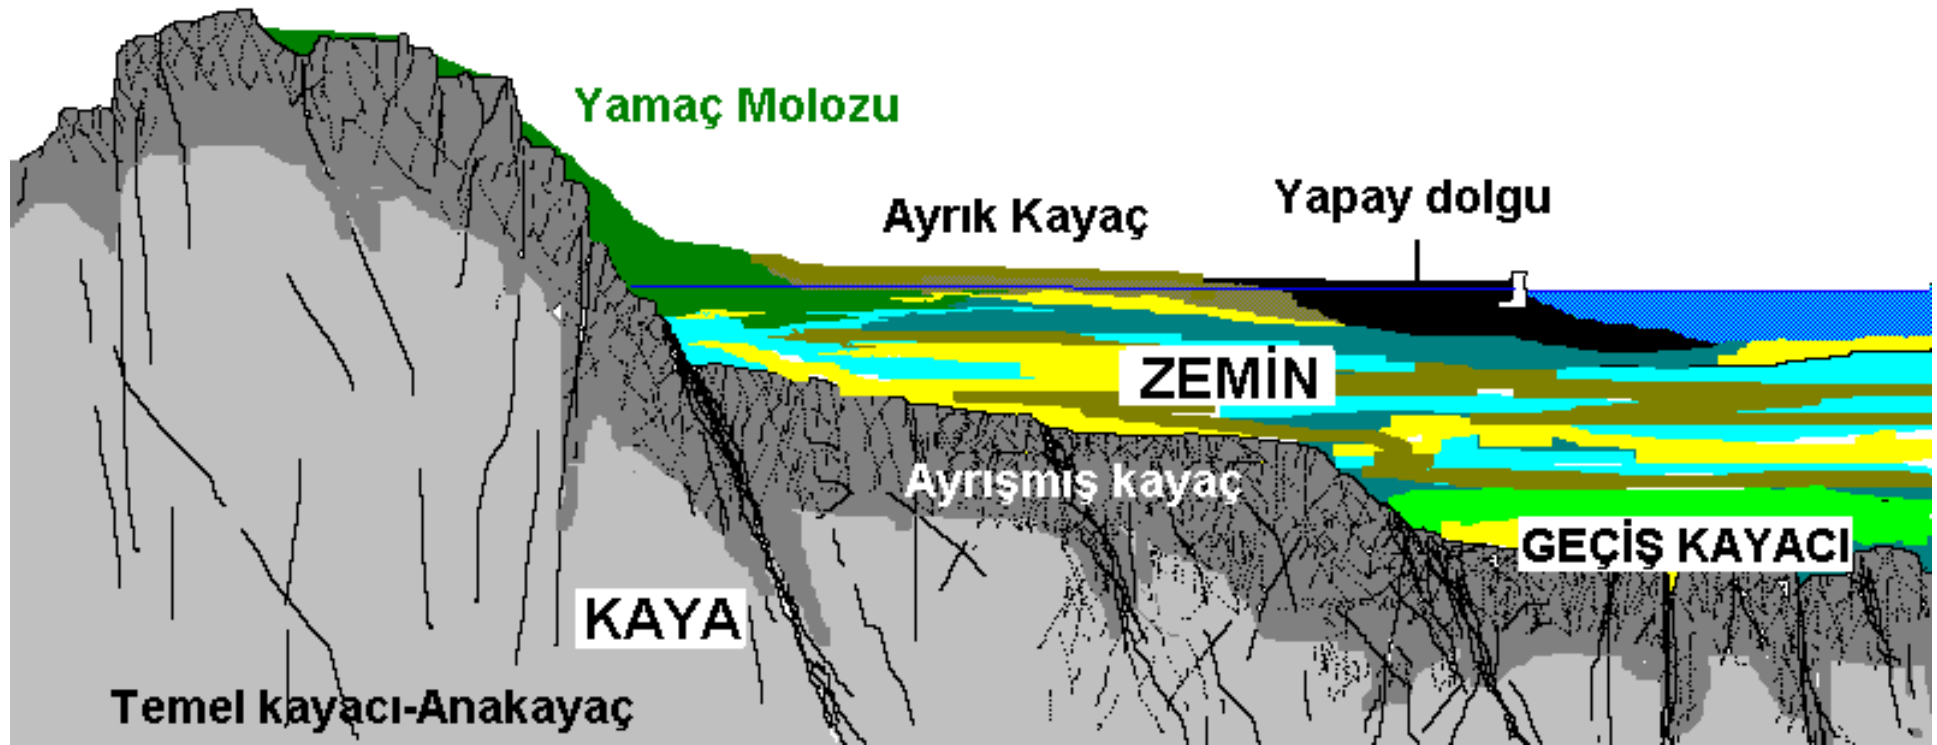 Yamaç Molozu
Ayrık Kayaç
Yapay dolgu
ZEMİN
Ayrışmış kayaç
GEÇİŞ KAYACI
KAYA
Temel kayacı-Anakayaç